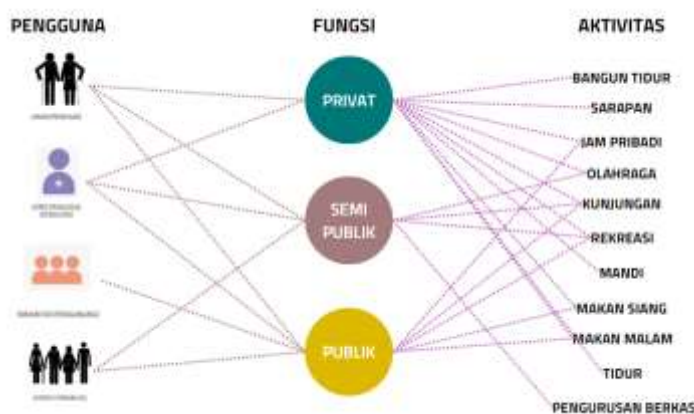 PENGGUNA
FUNGSI
AKTIVITAS
PRIVAT
SEMI
PUBLIK
PUBLIK
BANGUN TIDUR
SARAPAN
JAM PRIBADI
OLAHRAGA
KUNJUNGAN
REKREASI
MANDI
MAKAN SIANG
MAKAN MALAM
TIDUR
PENGURUSAN BERKAS